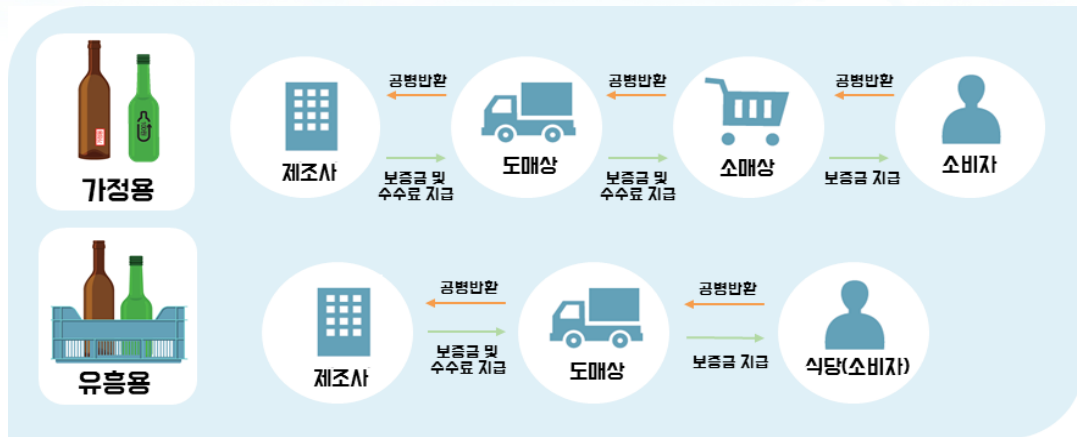 가정용
공병반환
공병반환
공병반환
제조사
도매상
소매상
소비자
보증금 및
수수료 지급
보증금 및
수수료 지급
보증금 지급
유흥용
공병반환
공병반환
제조사
도매상
식당(소비자)
보증금 및
수수료 지급
보증금 지급